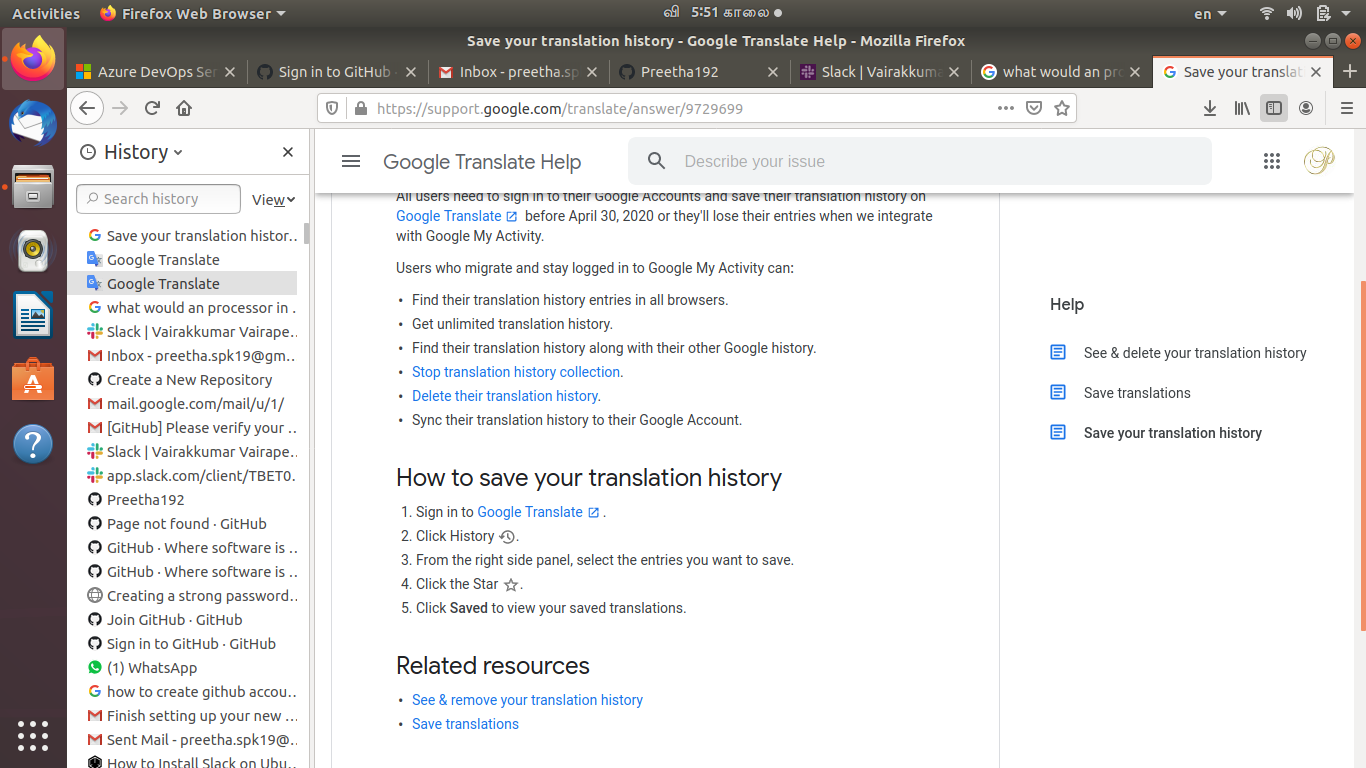 Activities Firefox Web Browser வி 5:51 காலை en
Save your translation history - Google Translate Help - Mozilla Firefox
Azure DevOps Ser Sign in to GitHub · Inbox - preetha.sp Preetha192 Slack | Vairakkuma what would an pro Save your translati
https://support.google.com/translate/answer/9729699
History
Search history View
Save your translation histor…
Google Translate
Google Translate
what would an processor in .
Slack | Vairakkumar Vairape…
Inbox - preetha.spk19@gm…
Create a New Repository
mail.google.com/mail/u/1/
[GitHub] Please verify your …
Slack | Vairakkumar Vairape…
app.slack.com/client/TBET0.
Preetha192
Page not found · GitHub
GitHub · Where software is …
GitHub · Where software is …
Creating a strong password…
Join GitHub · GitHub
Sign in to GitHub · GitHub
(1) WhatsApp
how to create github accou…
Finish setting up your new …
Sent Mail - preetha.spk19@…
How to Install Slack on Ubu…
Google Translate Help Describe your issue
All users need to sign in to their Google Accounts and save their translation history on
Google Translate before April 30, 2020 or they'll lose their entries when we integrate
with Google My Activity.
Users who migrate and stay logged in to Google My Activity can:
• Find their translation history entries in all browsers.
• Get unlimited translation history.
• Find their translation history along with their other Google history.
• Stop translation history collection.
• Delete their translation history.
• Sync their translation history to their Google Account.
How to save your translation history
1. Sign in to Google Translate .
2. Click History .
3. From the right side panel, select the entries you want to save.
4. Click the Star .
5. Click Saved to view your saved translations.
Related resources
• See & remove your translation history
• Save translations
Help
See & delete your translation history
Save translations
Save your translation history